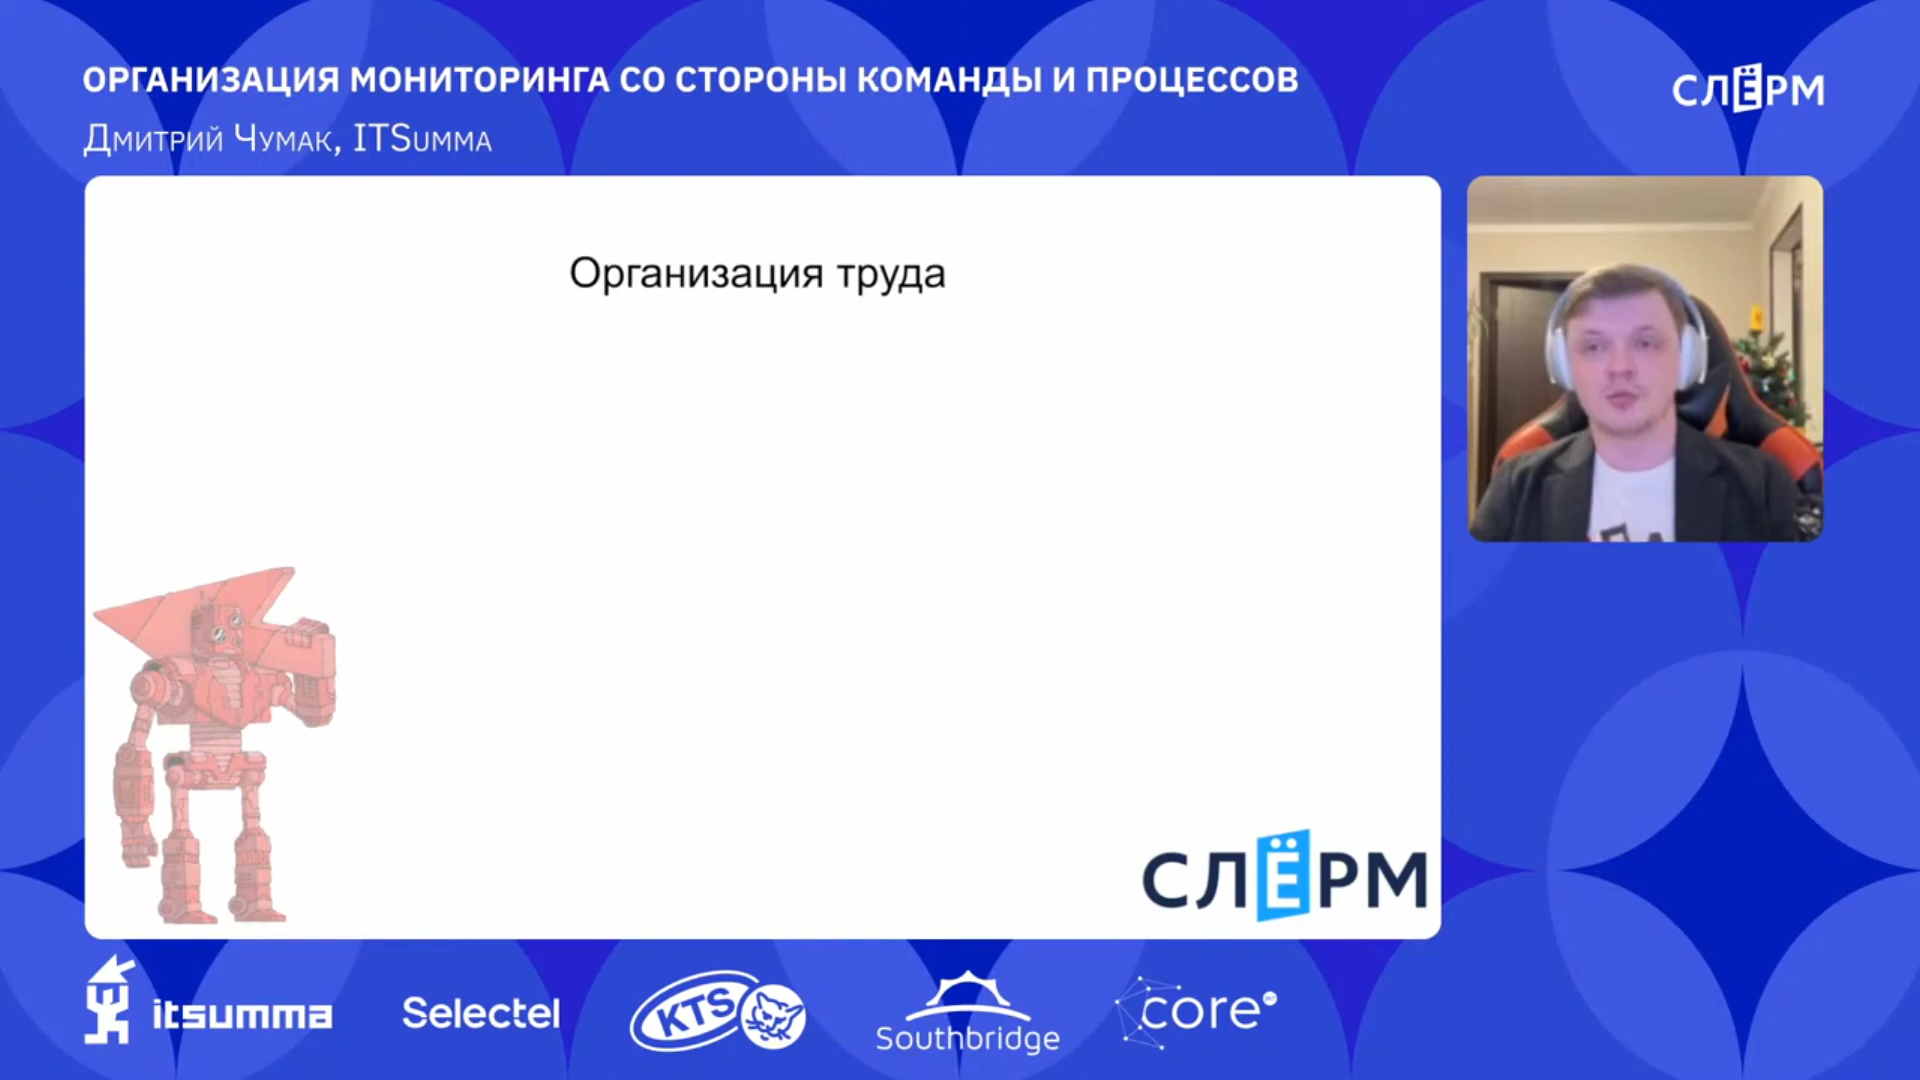 ОРГАНИЗАЦИЯ МОНИТОРИНГА СО СТОРОНЫ КОМАНДЫ И ПРОЦЕССОВ
Дмитрий Чумак, ITSumma
СЛЁРМ
Организация труда
СЛЁРМ
itsumma
Selectel
KTS
Southbridge
core